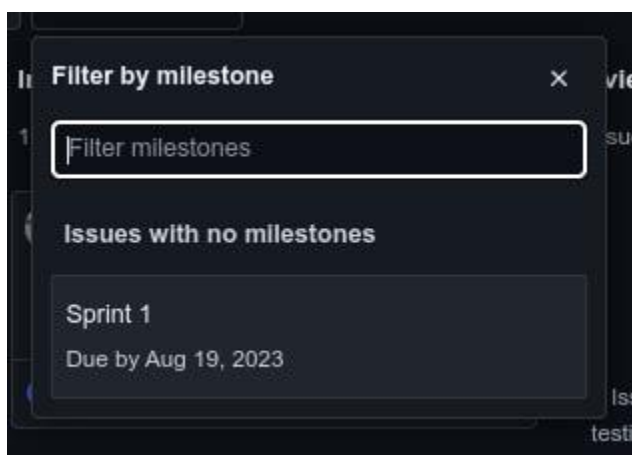 Filter by milestone
Filter milestones
Issues with no milestones
Sprint 1
Due by Aug 19, 2023